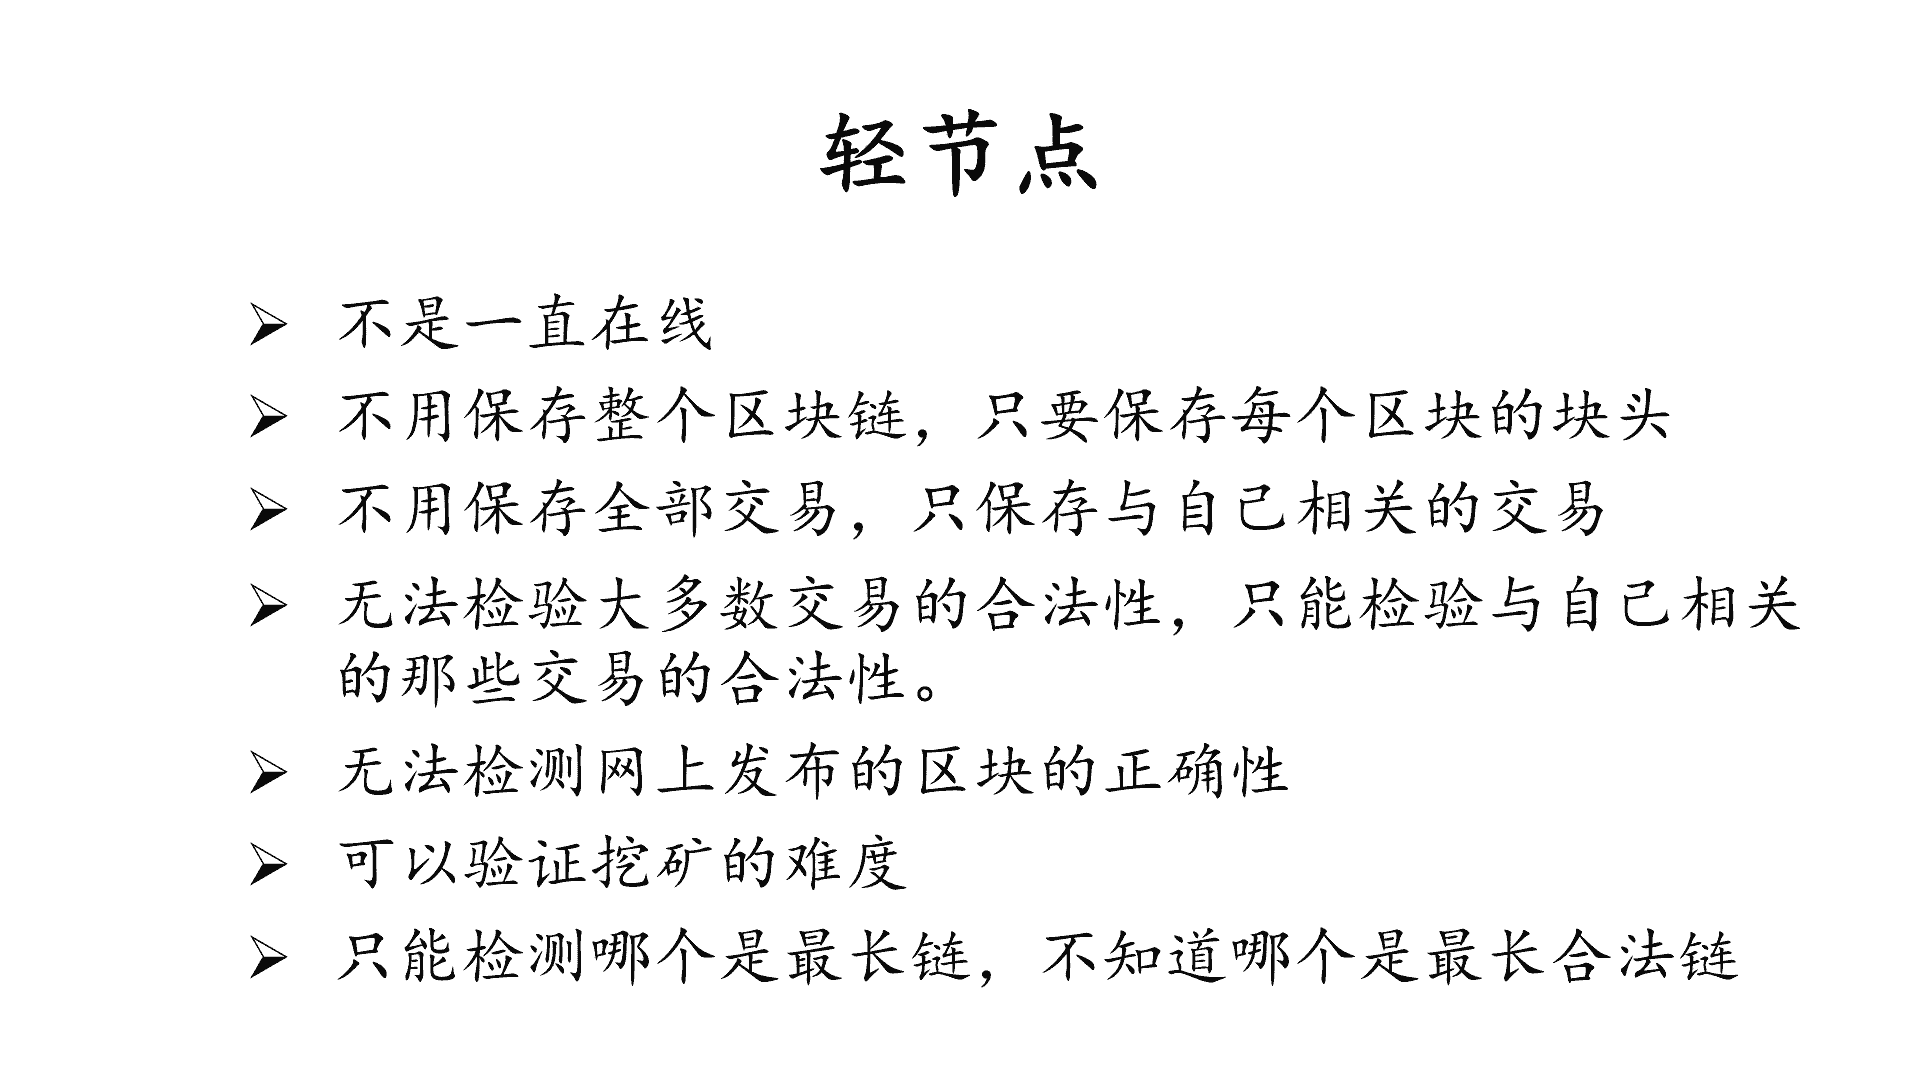 轻节点
➢ 不是一直在线
➢ 不用保存整个区块链，只要保存每个区块的块头
➢ 不用保存全部交易，只保存与自己相关的交易
➢ 无法检验大多数交易的合法性，只能检验与自己相关
的那些交易的合法性。
➢ 无法检测网上发布的区块的正确性
➢ 可以验证挖矿的难度
➢ 只能检测哪个是最长链，不知道哪个是最长合法链